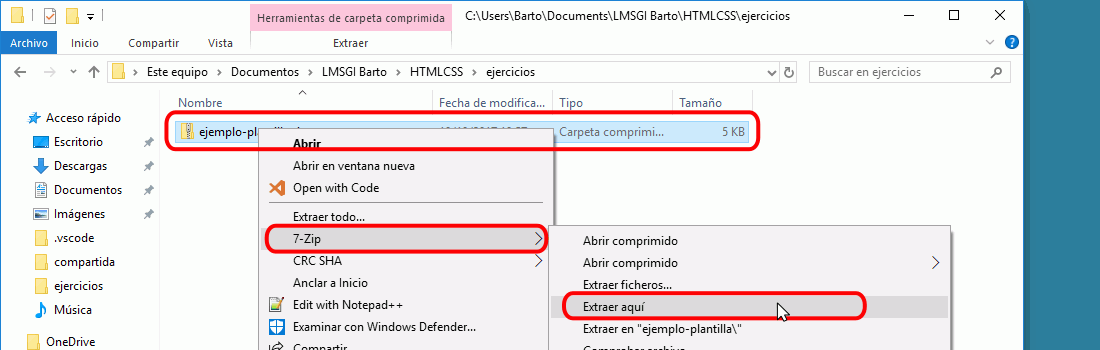 Herramientas de carpeta comprimida
C:\Users\Barto\Documents\LMSGI Barto\HTMLCSS\ejercicios
Archivo Inicio Compartir Vista Extraer
Este equipo Documentos LMSGI Barto HTMLCSS ejercicios
Buscar en ejercicios
Nombre Fecha de modifica... Tipo Tamaño
Acceso rápido
Escritorio
Descargas
Documentos
Imágenes
.vscode
compartida
ejercicios
Música
OneDrive
Carpeta comprimi... 5 KB
Abrir
Abrir en ventana nueva
Open with Code
Extraer todo...
7-Zip
CRC SHA
Anclar a Inicio
Edit with Notepad++
Examinar con Windows Defender...
Compartir
Abrir comprimido
Abrir comprimido
Extraer ficheros...
Extraer aquí
Extraer en "ejemplo-plantilla\"
Comprobar archivo